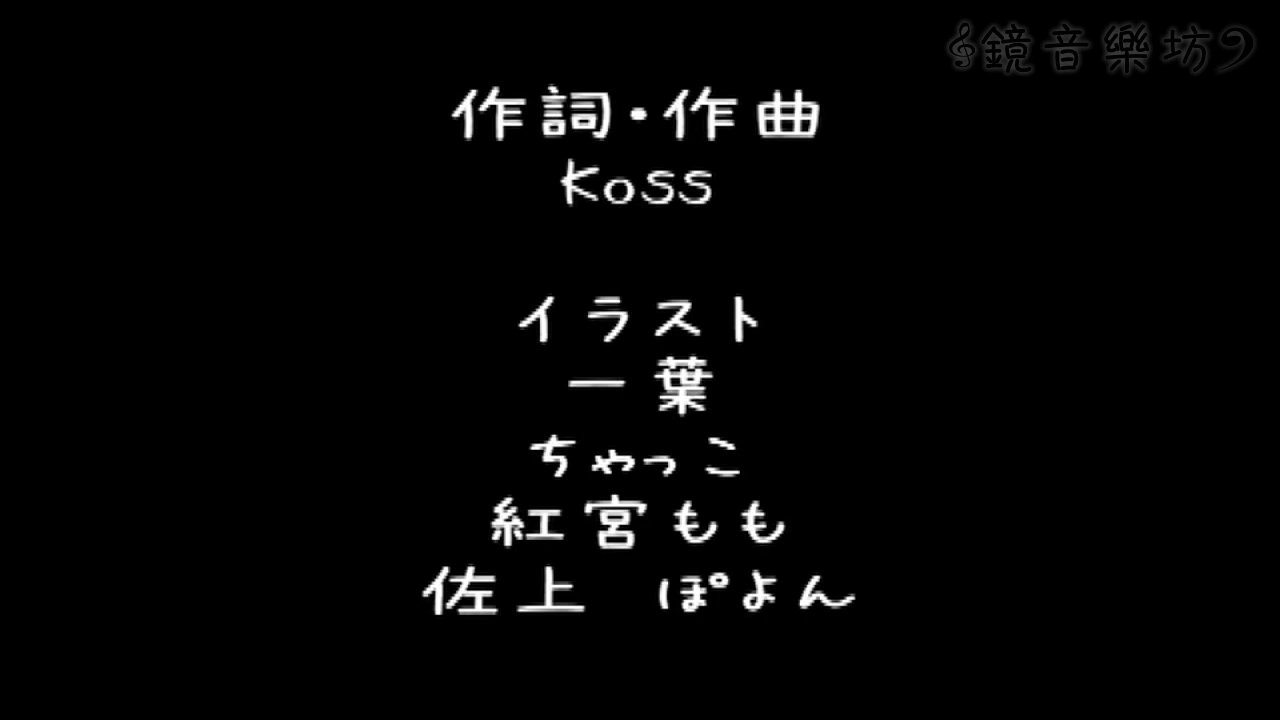 鏡音樂坊
作詞・作曲
Koss
イラスト
一葉
ちゃっこ
紅宮もも
佐上　ぽよん